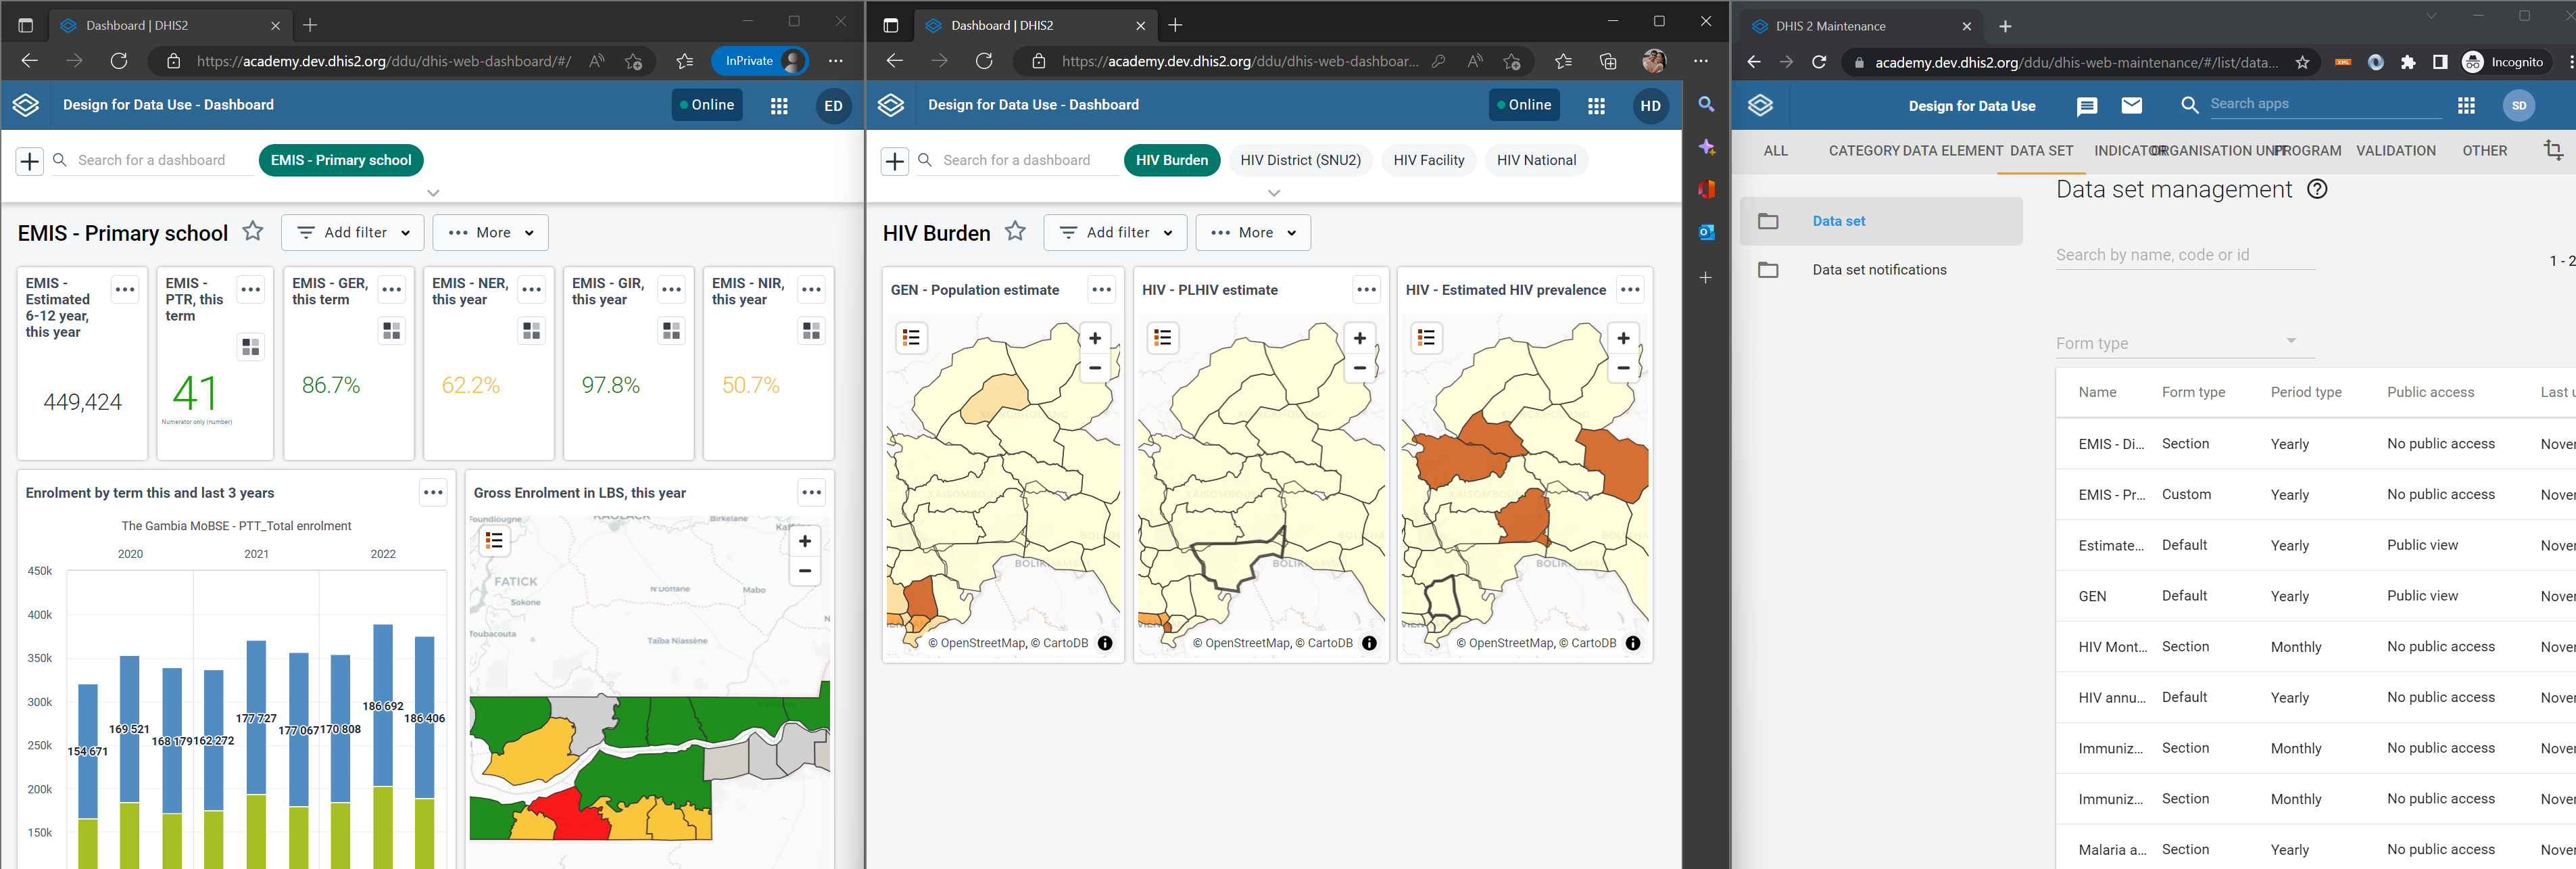 Dashboard | DHIS2
https://academy.dev.dhis2.org/ddu/dhis-web-dashboard/#/
InPrivate
Design for Data Use - Dashboard
Online
ED
Search for a dashboard
EMIS - Primary school
EMIS - Primary school
Add filter
More
EMIS -
Estimated
6-12 year,
this year
449,424
EMIS -
PTR, this
term
41
Numerator only (number)
EMIS - GER,
this term
86.7%
EMIS - NER,
this year
62.2%
EMIS - GIR,
this year
97.8%
EMIS - NIR,
this year
50.7%
Enrolment by term this and last 3 years
The Gambia MoBSE - PTT_Total enrolment
2020 2021 2022
450k
400k
350k
300k
250k
200k
150k
154 671
169 521
168 179
162 272
177 727
177 067
170 808
186 692
186 406
Gross Enrolment in LBS, this year
KAOLACK
Birkelane
FATICK
Sokone
N'Dorrane
Mabo
Toubacouta
Taïba Niassène
Dashboard | DHIS2
https://academy.dev.dhis2.org/ddu/dhis-web-dashboar...
Design for Data Use - Dashboard
Online
HD
Search for a dashboard
HIV Burden
HIV District (SNU2)
HIV Facility
HIV National
HIV Burden
Add filter
More
GEN - Population estimate
© OpenStreetMap, © CartoDB
HIV - PLHIV estimate
© OpenStreetMap, © CartoDB
HIV - Estimated HIV prevalence
© OpenStreetMap, © CartoDB
DHIS 2 Maintenance
academy.dev.dhis2.org/ddu/dhis-web-maintenance/#/list/data...
XML
Incognito
Design for Data Use
Search apps
SD
ALL CATEGORY DATA ELEMENT DATA SET INDICATOR ORGANISATION UNIT PROGRAM VALIDATION OTHER
Data set
Data set notifications
Data set management
Search by name, code or id
1 - 2
Form type
Name Form type Period type Public access Last u
EMIS - Di... Section Yearly No public access Nover
EMIS - Pr... Custom Yearly No public access Nover
Estimate... Default Yearly Public view Nover
GEN Default Yearly Public view Nover
HIV Mont... Section Monthly No public access Nover
HIV annu... Default Yearly No public access Nover
Immuniz... Section Monthly No public access Nover
Immuniz... Section Monthly No public access Nover
Malaria a... Section Yearly No public access Nover